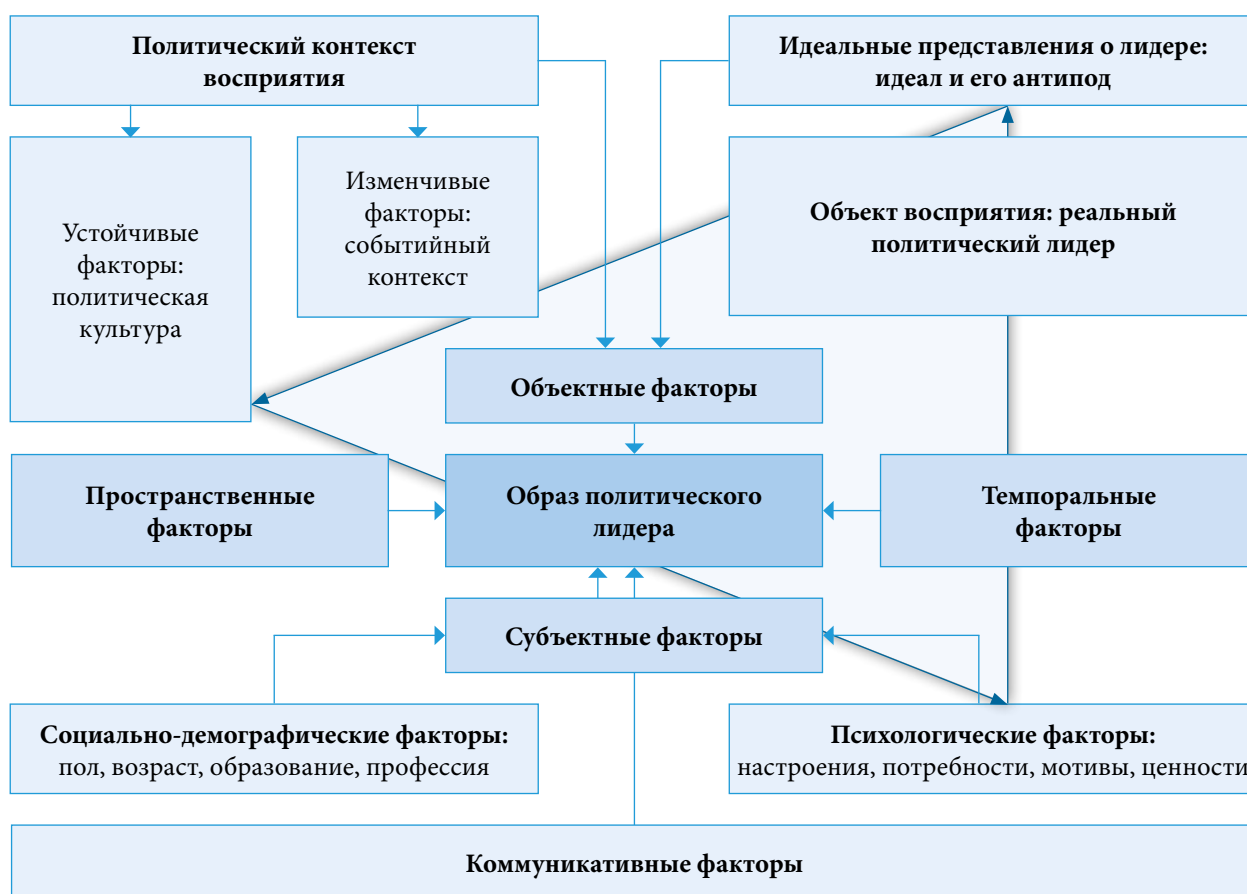 Политический контекст
восприятия
Идеальные представления о лидере:
идеал и его антипод
Устойчивые
факторы:
политическая
культура
Изменчивые
факторы:
событийный
контекст
Объект восприятия: реальный
политический лидер
Объектные факторы
Пространственные
факторы
Образ политического
лидера
Темпоральные
факторы
Субъектные факторы
Социально-демографические факторы:
пол, возраст, образование, профессия
Психологические факторы:
настроения, потребности, мотивы, ценности
Коммуникативные факторы